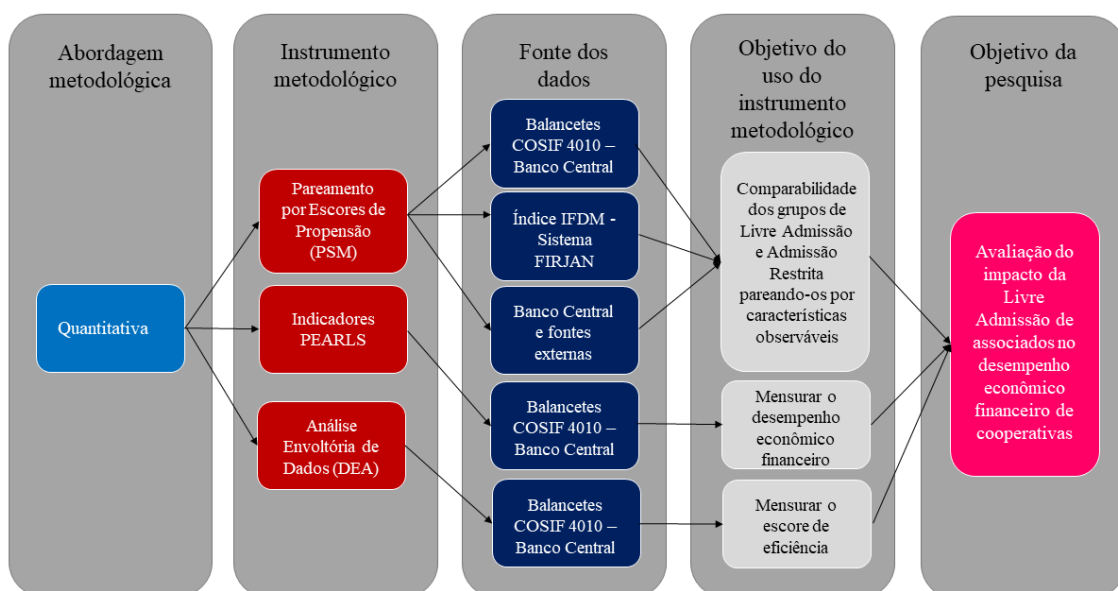 Abordagem
metodológica
Quantitativa
Instrumento
metodológico
Pareamento
por Escores de
Propensão
(PSM)
Indicadores
PEARLS
Análise
Envoltória de
Dados (DEA)
Fonte dos
dados
Balancetes
COSIF 4010 –
Banco Central
Índice IFDM -
Sistema
FIRJAN
Banco Central
e fontes
externas
Balancetes
COSIF 4010 –
Banco Central
Balancetes
COSIF 4010 –
Banco Central
Objetivo do
uso do
instrumento
metodológico
Comparabilidade
dos grupos de
Livre Admissão
e Admissão
Restrita
pareando-os por
características
observáveis
Mensurar o
desempenho
econômico
financeiro
Mensurar o
escore de
eficiência
Objetivo da
pesquisa
Avaliação do
impacto da
Livre
Admissão de
associados no
desempenho
econômico
financeiro de
cooperativas